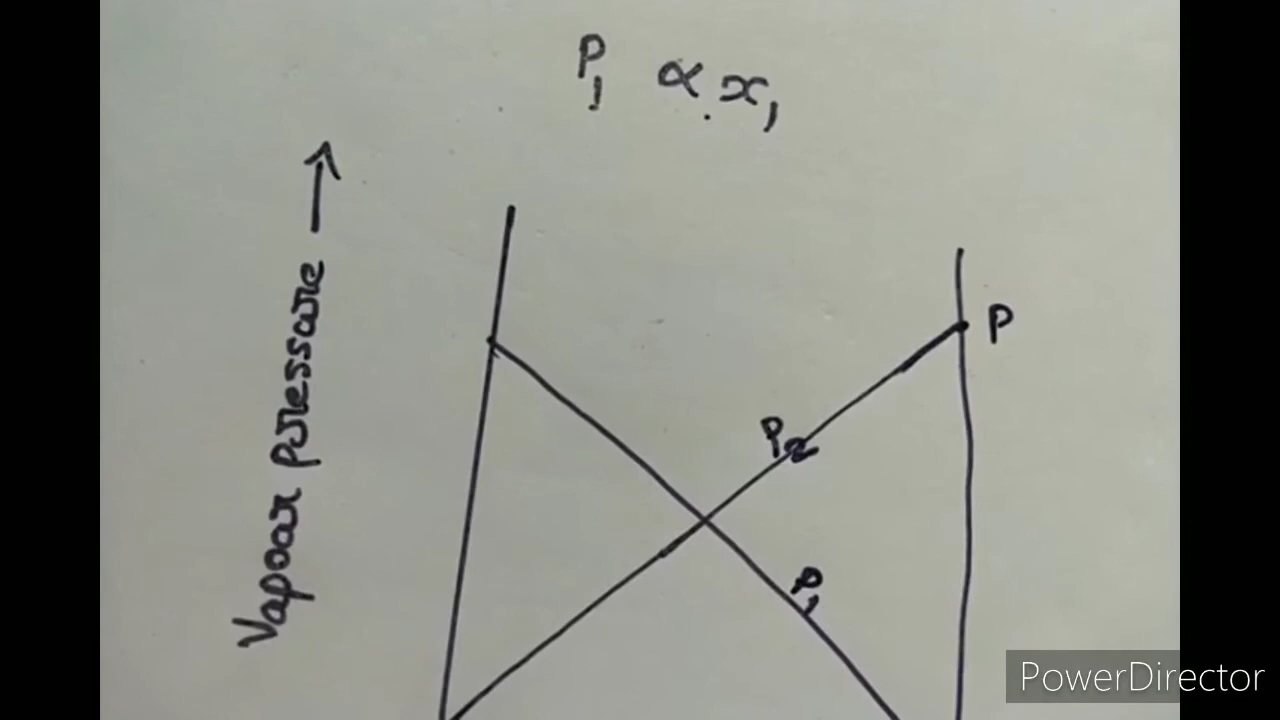 P₁ ∝ x₁
Vapour pressure →
P
P₂
P₁
PowerDirector